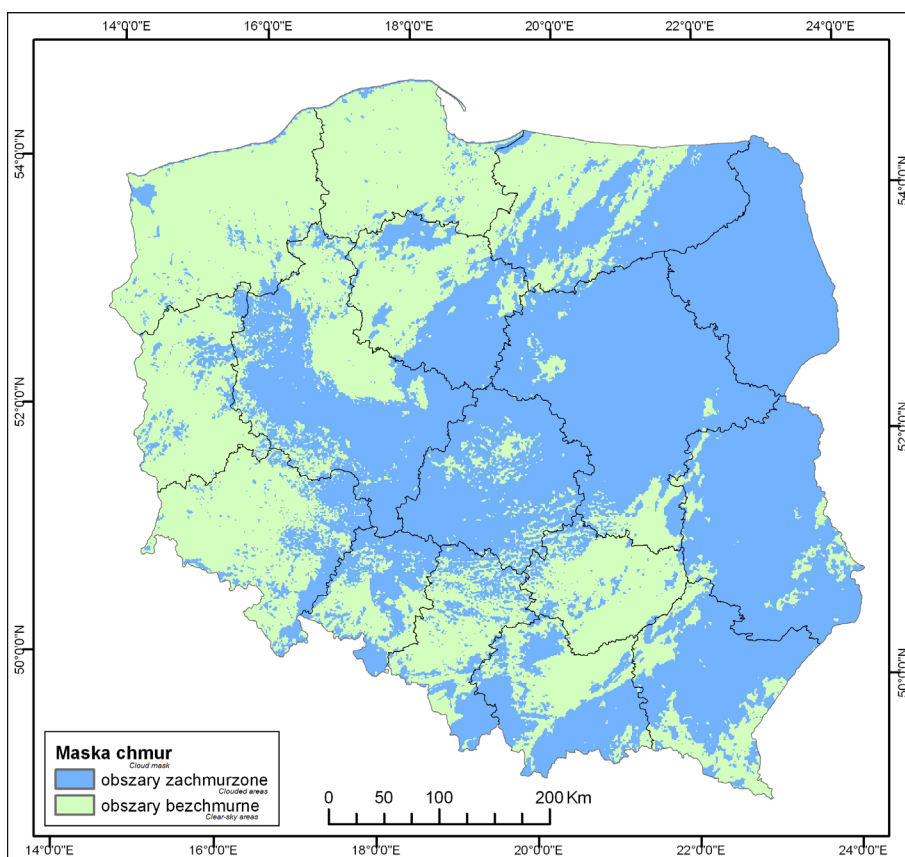 14°0'0"E 16°0'0"E 18°0'0"E 20°0'0"E 22°0'0"E 24°0'0"E
54°0'0"N
54°0'0"N
52°0'0"N
52°0'0"N
50°0'0"N
50°0'0"N
Maska chmur
Cloud mask
obszary zachmurzone
Clouded areas
obszary bezchmurne
Clear-sky areas
0 50 100 200 Km
14°0'0"E 16°0'0"E 18°0'0"E 20°0'0"E 22°0'0"E 24°0'0"E